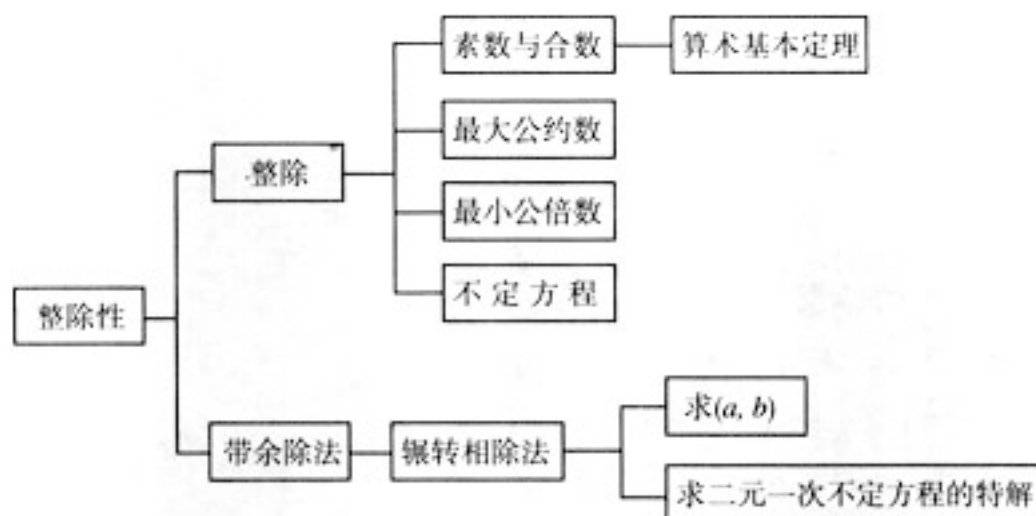 素数与合数
算术基本定理
最大公约数
整除
最小公倍数
不定方程
整除性
求(a, b)
带余除法
辗转相除法
求二元一次不定方程的特解